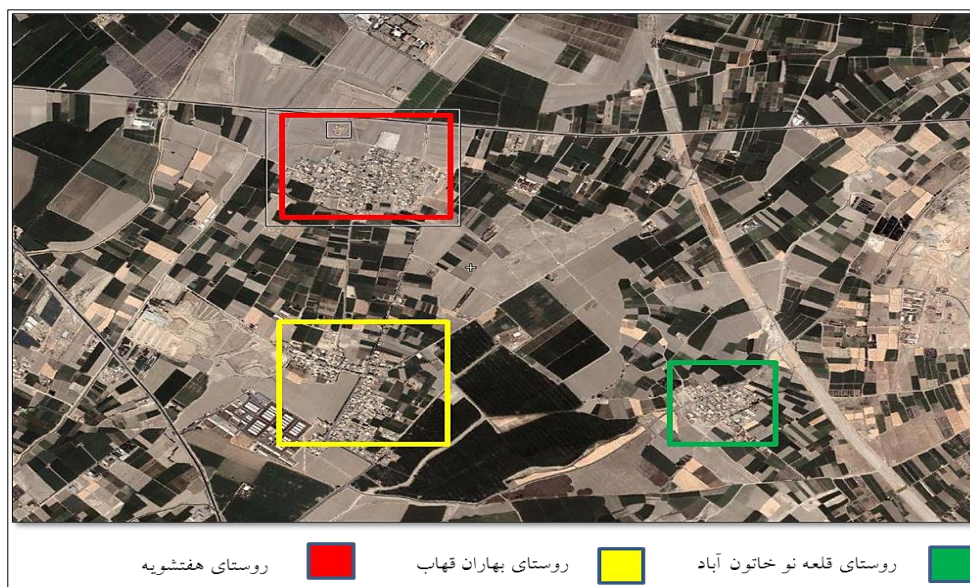 روستای قلعه نو خاتون آباد
روستای بهاران قهاب
روستای هفتشویه